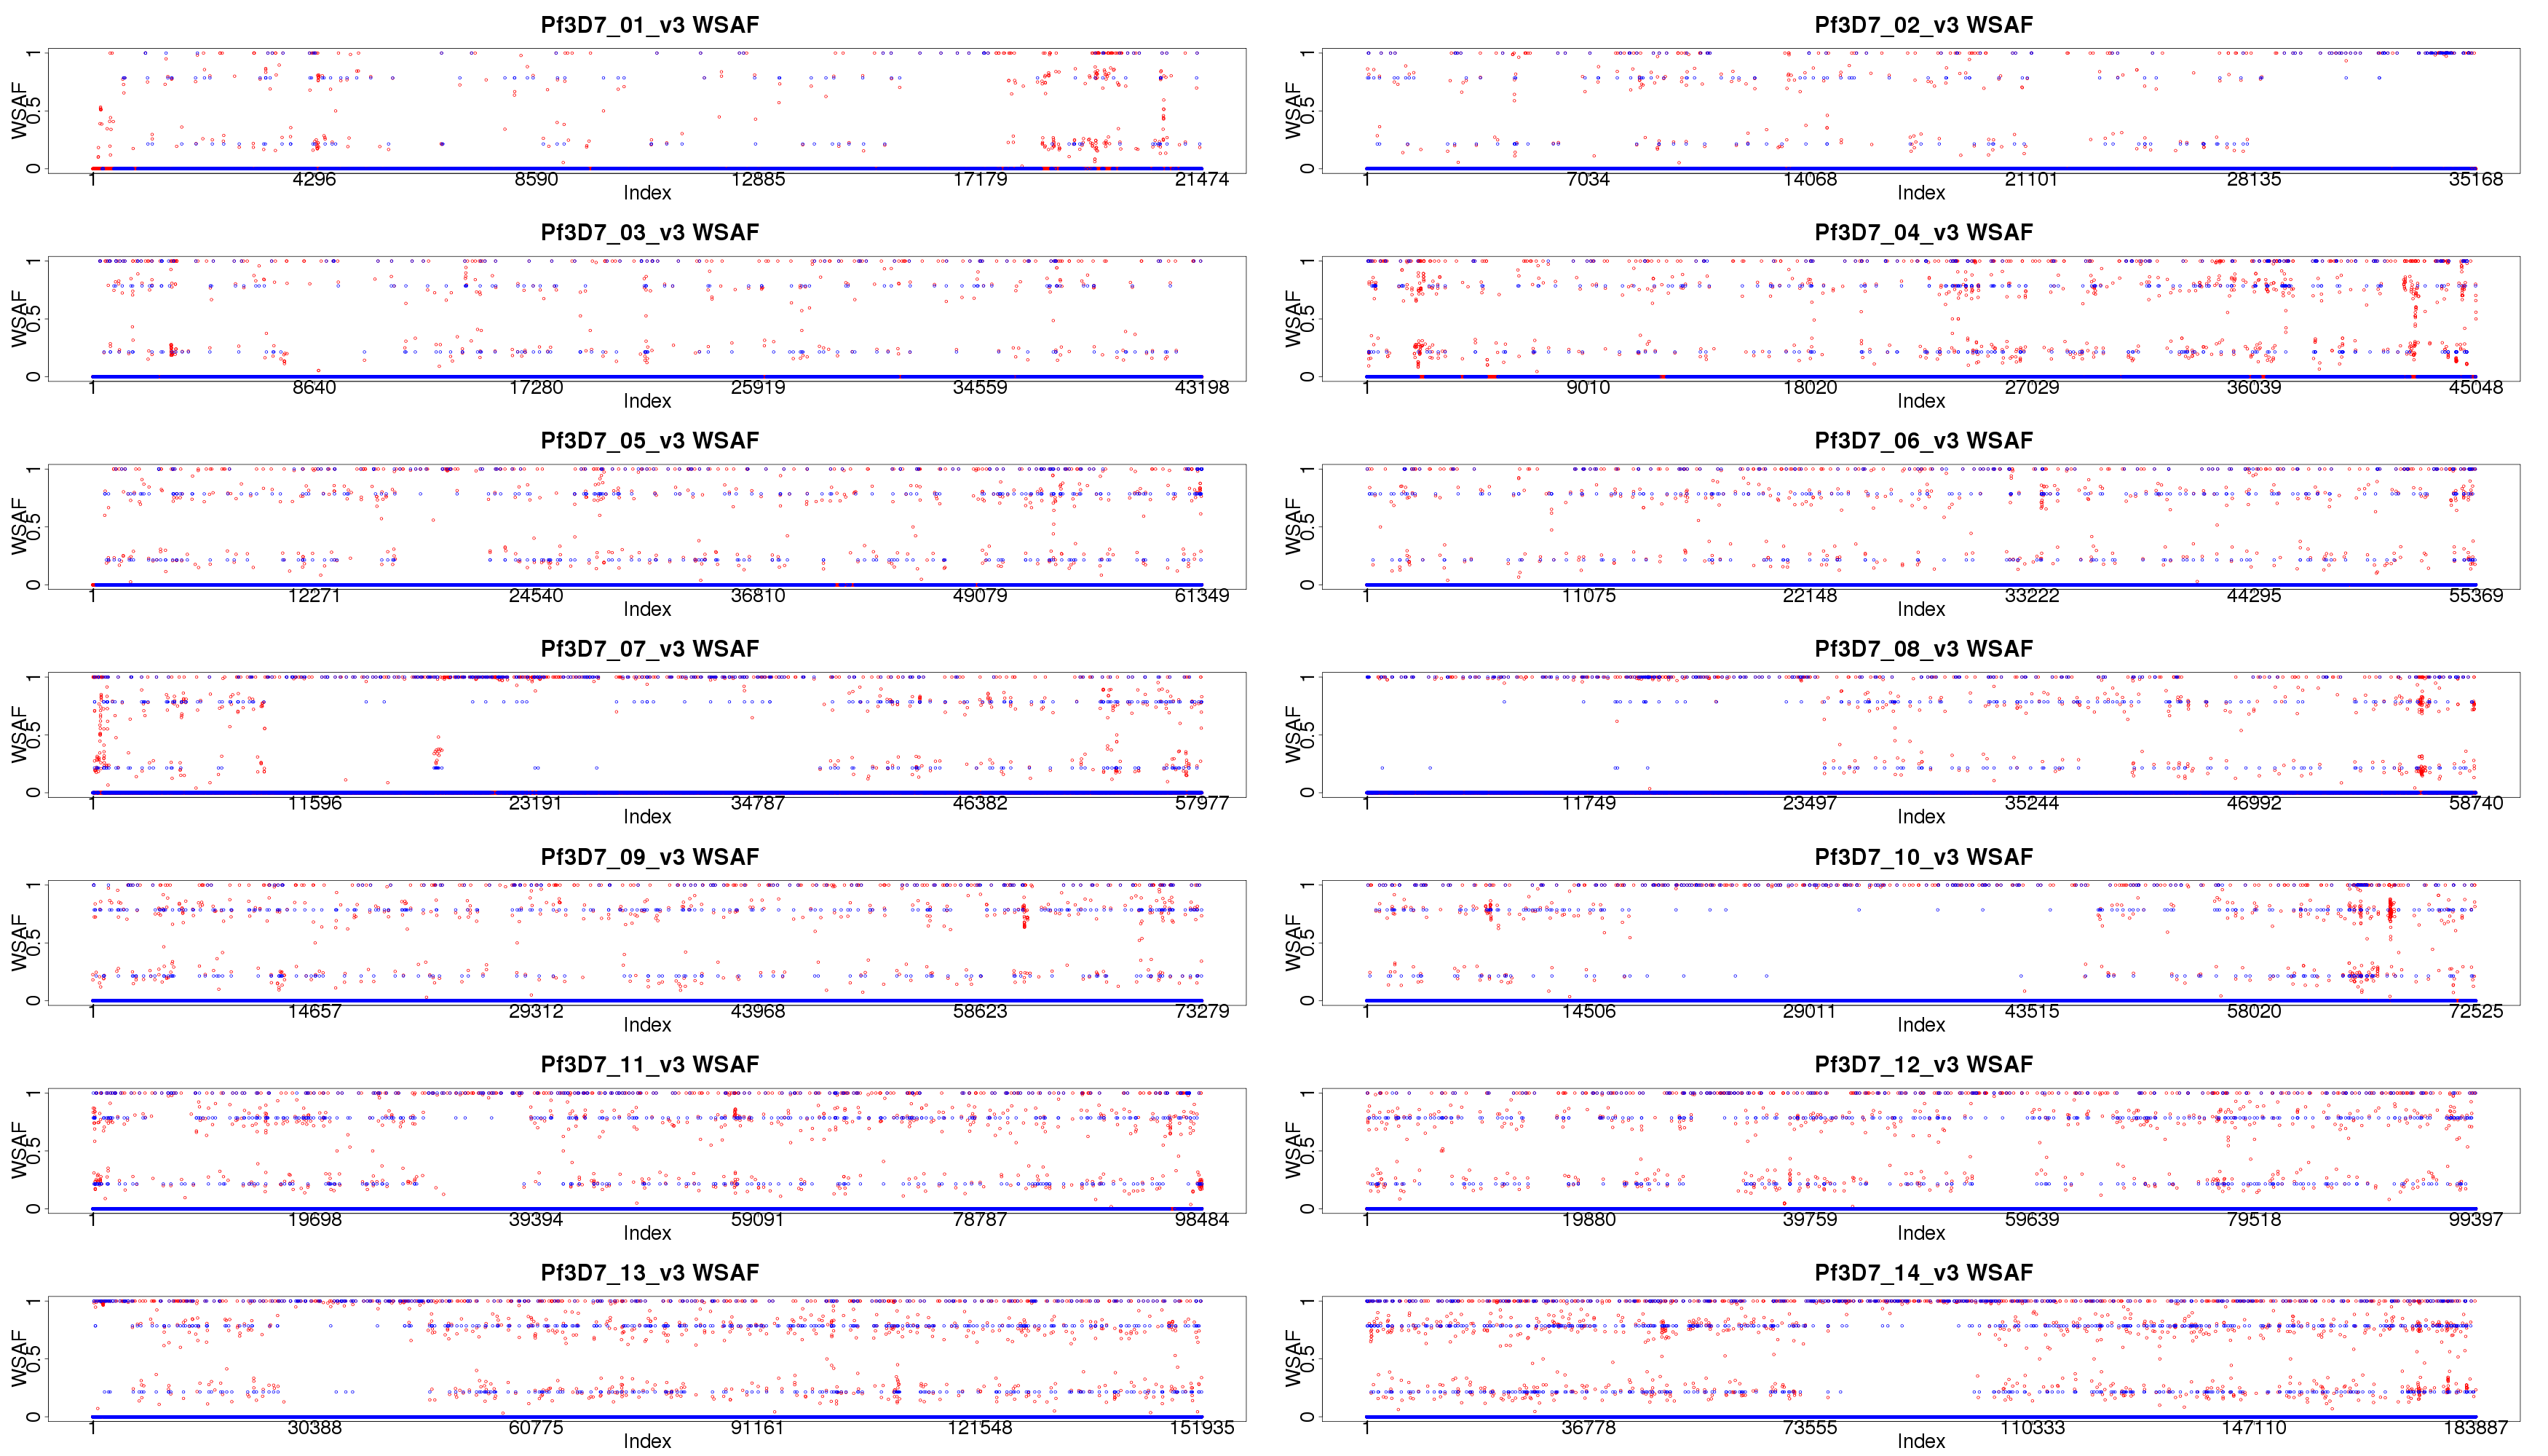 Pf3D7_01_v3 WSAF
WSAF
0 0.5 1
1 4296 8590 12885 17179 21474
Index
Pf3D7_02_v3 WSAF
WSAF
0 0.5 1
1 7034 14068 21101 28135 35168
Index
Pf3D7_03_v3 WSAF
WSAF
0 0.5 1
1 8640 17280 25919 34559 43198
Index
Pf3D7_04_v3 WSAF
WSAF
0 0.5 1
1 9010 18020 27029 36039 45048
Index
Pf3D7_05_v3 WSAF
WSAF
0 0.5 1
1 12271 24540 36810 49079 61349
Index
Pf3D7_06_v3 WSAF
WSAF
0 0.5 1
1 11075 22148 33222 44295 55369
Index
Pf3D7_07_v3 WSAF
WSAF
0 0.5 1
1 11596 23191 34787 46382 57977
Index
Pf3D7_08_v3 WSAF
WSAF
0 0.5 1
1 11749 23497 35244 46992 58740
Index
Pf3D7_09_v3 WSAF
WSAF
0 0.5 1
1 14657 29312 43968 58623 73279
Index
Pf3D7_10_v3 WSAF
WSAF
0 0.5 1
1 14506 29011 43515 58020 72525
Index
Pf3D7_11_v3 WSAF
WSAF
0 0.5 1
1 19698 39394 59091 78787 98484
Index
Pf3D7_12_v3 WSAF
WSAF
0 0.5 1
1 19880 39759 59639 79518 99397
Index
Pf3D7_13_v3 WSAF
WSAF
0 0.5 1
1 30388 60775 91161 121548 151935
Index
Pf3D7_14_v3 WSAF
WSAF
0 0.5 1
1 36778 73555 110333 147110 183887
Index